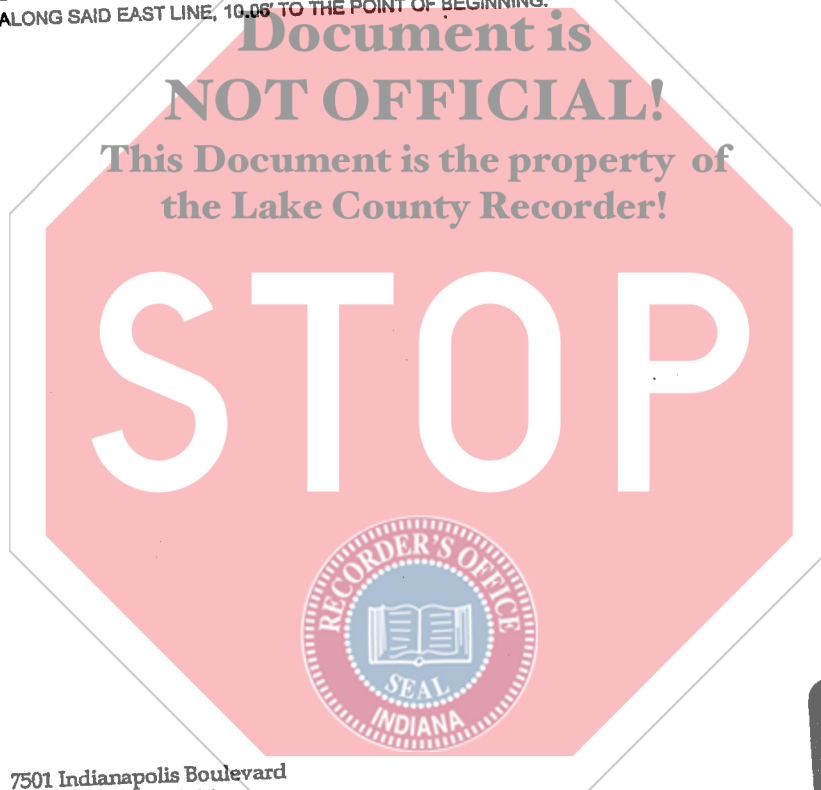 ALONG SAID EAST LINE, 10.06' TO THE POINT OF BEGINNING.
Document is
NOT OFFICIAL!
This Document is the property of
the Lake County Recorder!
STOP
RECORDER'S OFFICE
SEAL
INDIANA
7501 Indianapolis Boulevard